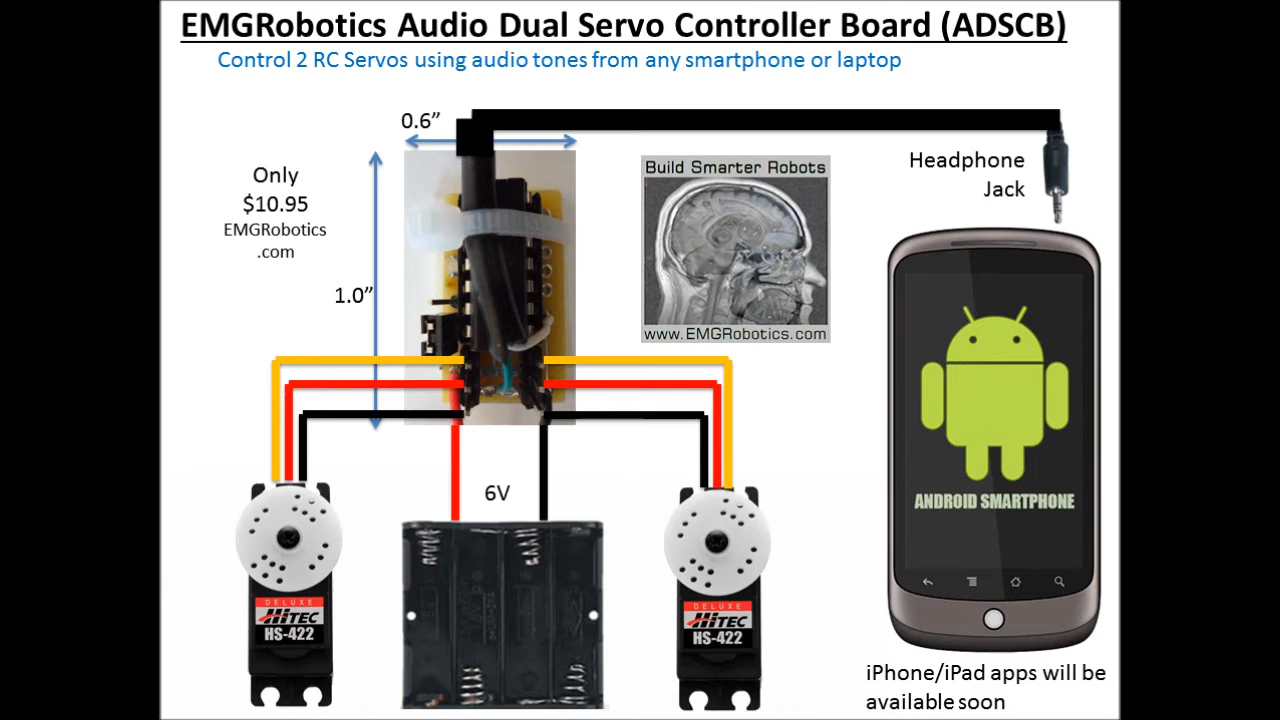 EMGRobotics Audio Dual Servo Controller Board (ADSCB)
Control 2 RC Servos using audio tones from any smartphone or laptop
0.6”
Only
$10.95
EMGRobotics
.com
1.0”
Build Smarter Robots
www.EMGRobotics.com
Headphone
Jack
ANDROID SMARTPHONE
6V
DELUXE
HiTEC
HS-422
DELUXE
HiTEC
HS-422
iPhone/iPad apps will be
available soon